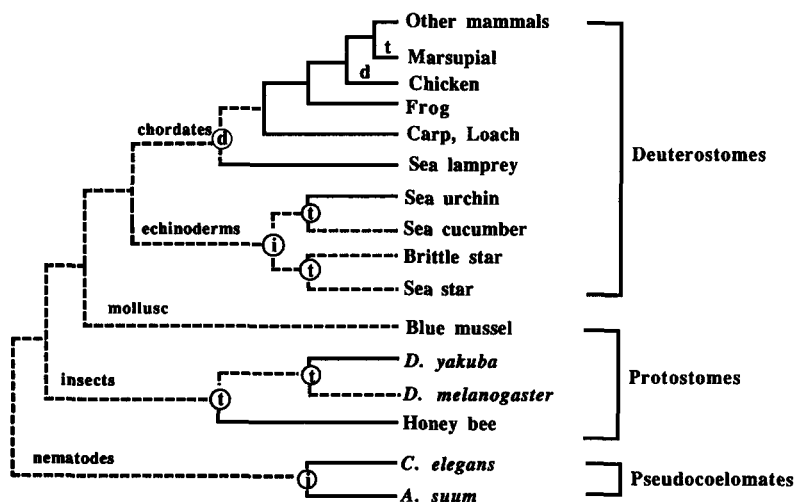 Other mammals
t
Marsupial
d
Chicken
Frog
chordates
d
Carp, Loach
Deuterostomes
Sea lamprey
Sea urchin
t
echinoderms
Sea cucumber
i
Brittle star
t
Sea star
mollusc
Blue mussel
D. yakuba
insects
t
Protostomes
D. melanogaster
t
Honey bee
nematodes
C. elegans
i
Pseudocoelomates
A. suum